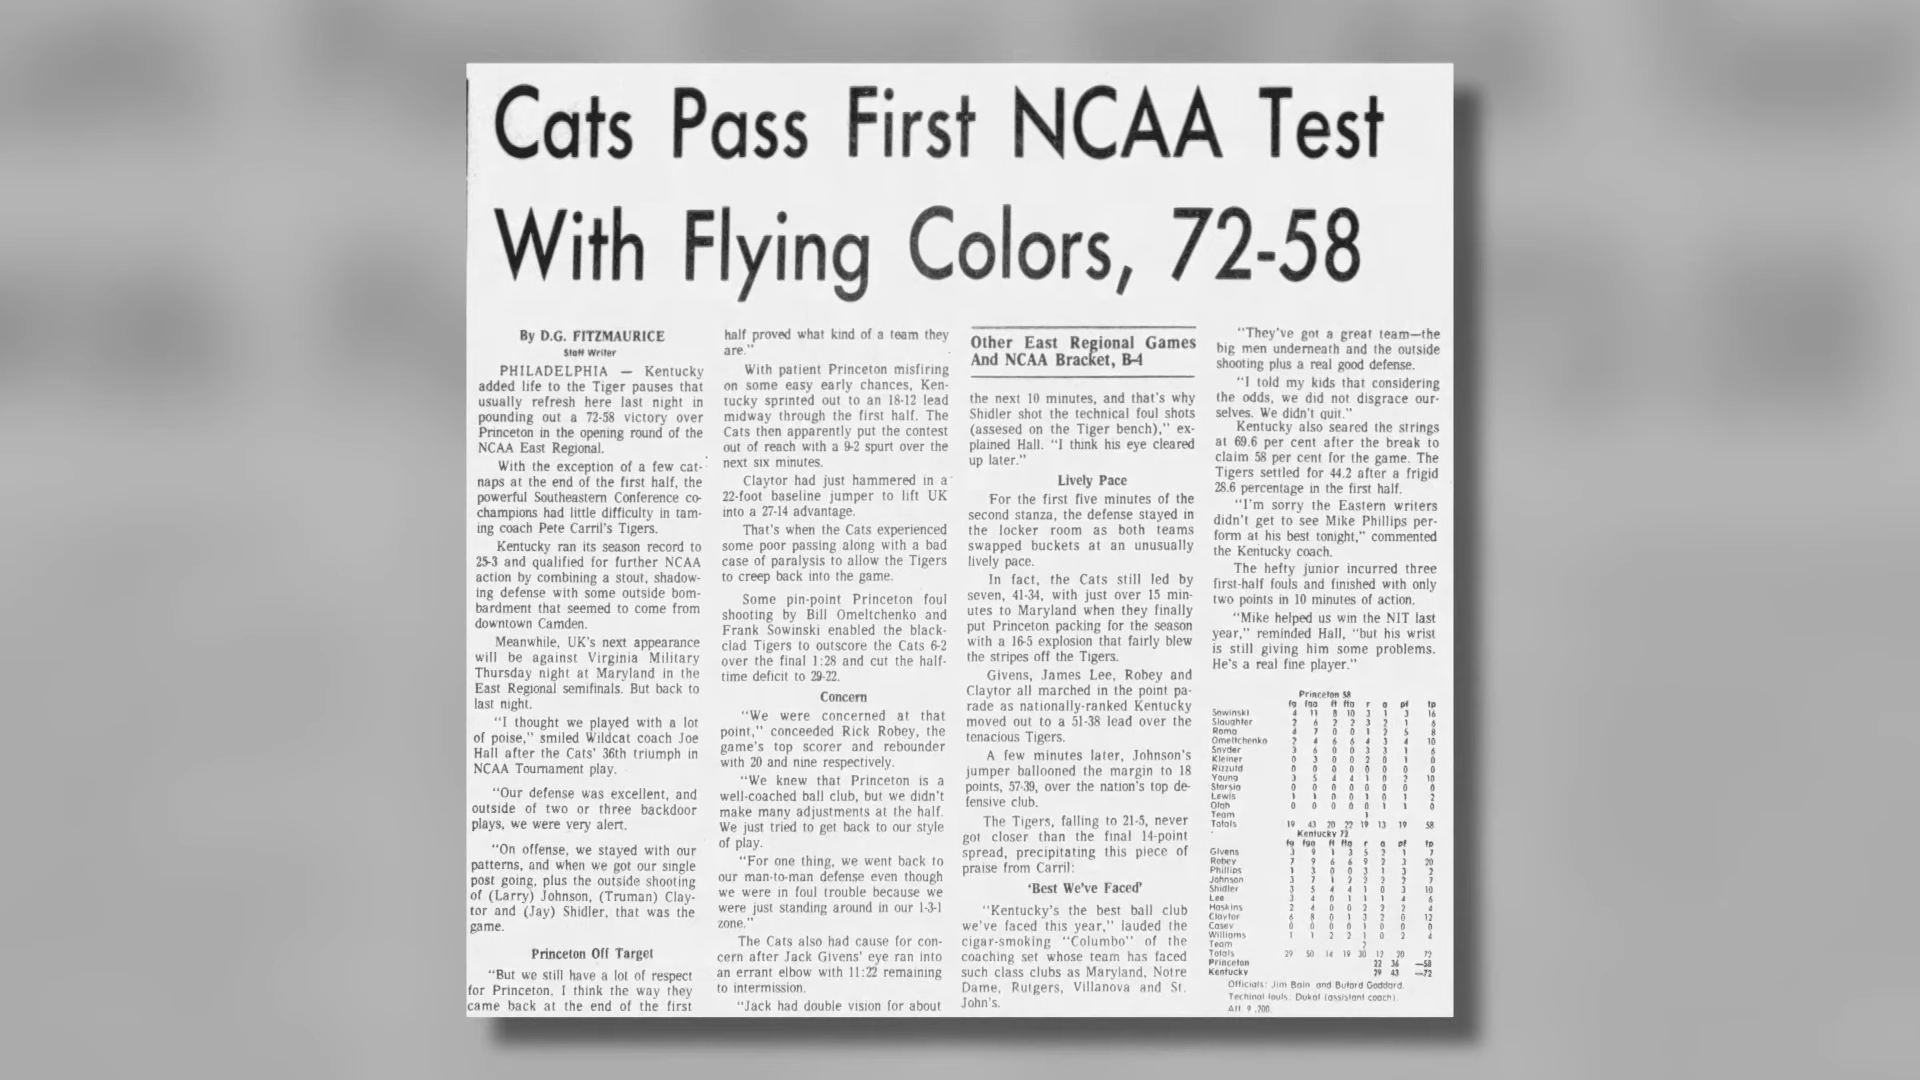 Cats Pass First NCAA Test
With Flying Colors, 72-58
By D.G. FITZMAURICE
Staff Writer
PHILADELPHIA — Kentucky
added life to the Tiger pauses that
usually refresh here last night in
pounding out a 72-58 victory over
Princeton in the opening round of the
NCAA East Regional.
With the exception of a few cat-
naps at the end of the first half, the
powerful Southeastern Conference co-
champions had little difficulty in tam-
ing coach Pete Carril's Tigers.
Kentucky ran its season record to
25-3 and qualified for further NCAA
action by combining a stout, shadow-
ing defense with some outside bom-
bardment that seemed to come from
downtown Camden.
Meanwhile, UK's next appearance
will be against Virginia Military
Thursday night at Maryland in the
East Regional semifinals. But back to
last night.
"I thought we played with a lot
of poise," smiled Wildcat coach Joe
Hall after the Cats' 36th triumph in
NCAA Tournament play.
"Our defense was excellent, and
outside of two or three backdoor
plays, we were very alert.
"On offense, we stayed with our
patterns, and when we got our single
post going, plus the outside shooting
of (Larry) Johnson, (Truman) Clay-
tor and (Jay) Shidler, that was the
game.
Princeton Off Target
"But we still have a lot of respect
for Princeton. I think the way they
came back at the end of the first
half proved what kind of a team they
are."
With patient Princeton misfiring
on some easy early chances, Ken-
tucky sprinted out to an 18-12 lead
midway through the first half. The
Cats then apparently put the contest
out of reach with a 9-2 spurt over the
next six minutes.
Claytor had just hammered in a
22-foot baseline jumper to lift UK
into a 27-14 advantage.
That's when the Cats experienced
some poor passing along with a bad
case of paralysis to allow the Tigers
to creep back into the game.
Some pin-point Princeton foul
shooting by Bill Omeltchenko and
Frank Sowinski enabled the black-
clad Tigers to outscore the Cats 6-2
over the final 1:28 and cut the half-
time deficit to 29-22.
Concern
"We were concerned at that
point," conceeded Rick Robey, the
game's top scorer and rebounder
with 20 and nine respectively.
"We knew that Princeton is a
well-coached ball club, but we didn't
make many adjustments at the half.
We just tried to get back to our style
of play.
"For one thing, we went back to
our man-to-man defense even though
we were in foul trouble because we
were just standing around in our 1-3-1
zone."
The Cats also had cause for con-
cern after Jack Givens' eye ran into
an errant elbow with 11:22 remaining
to intermission.
"Jack had double vision for about
Other East Regional Games
And NCAA Bracket, B-4
the next 10 minutes, and that's why
Shidler shot the technical foul shots
(assesed on the Tiger bench)," ex-
plained Hall. "I think his eye cleared
up later."
Lively Pace
For the first five minutes of the
second stanza, the defense stayed in
the locker room as both teams
swapped buckets at an unusually
lively pace.
In fact, the Cats still led by
seven, 41-34, with just over 15 min-
utes to Maryland when they finally
put Princeton packing for the season
with a 16-5 explosion that fairly blew
the stripes off the Tigers.
Givens, James Lee, Robey and
Claytor all marched in the point pa-
rade as nationally-ranked Kentucky
moved out to a 51-38 lead over the
tenacious Tigers.
A few minutes later, Johnson's
jumper ballooned the margin to 18
points, 57-39, over the nation's top de-
fensive club.
The Tigers, falling to 21-5, never
got closer than the final 14-point
spread, precipitating this piece of
praise from Carril:
'Best We've Faced'
"Kentucky's the best ball club
we've faced this year," lauded the
cigar-smoking "Columbo" of the
coaching set whose team has faced
such class clubs as Maryland, Notre
Dame, Rutgers, Villanova and St.
John's.
"They've got a great team—the
big men underneath and the outside
shooting plus a real good defense.
"I told my kids that considering
the odds, we did not disgrace our-
selves. We didn't quit."
Kentucky also seared the strings
at 69.6 per cent after the break to
claim 58 per cent for the game. The
Tigers settled for 44.2 after a frigid
28.6 percentage in the first half.
"I'm sorry the Eastern writers
didn't get to see Mike Phillips per-
form at his best tonight," commented
the Kentucky coach.
The hefty junior incurred three
first-half fouls and finished with only
two points in 10 minutes of action.
"Mike helped us win the NIT last
year," reminded Hall, "but his wrist
is still giving him some problems.
He's a real fine player."
Princeton 58
fg fga ft fta r a pf tp
Sowinski 4 11 8 10 3 1 3 16
Slaughter 2 6 2 2 3 2 1 6
Roma 4 7 0 0 1 2 5 8
Omeltchenko 2 4 6 6 4 3 4 10
Snyder 3 6 0 0 3 3 1 6
Kleiner 0 3 0 0 2 0 1 0
Rizzuto 0 0 0 0 0 0 0 0
Young 3 5 4 4 1 0 2 10
Starsia 0 0 0 0 0 0 0 0
Lewis 1 1 0 0 1 0 1 2
Olah 0 0 0 0 0 1 1 0
Team 1
Totals 19 43 20 22 19 13 19 58
Kentucky 72
fg fga ft fta r a pf tp
Givens 3 9 1 3 5 2 1 7
Robey 7 9 6 6 9 2 3 20
Phillips 1 3 0 0 3 1 3 2
Johnson 3 7 1 2 2 2 2 7
Shidler 3 5 4 4 1 0 3 10
Lee 3 4 0 1 1 1 4 6
Haskins 2 4 0 0 2 2 2 4
Claytor 6 8 0 1 3 2 0 12
Casey 0 0 0 0 1 0 0 0
Williams 1 1 2 2 1 0 2 4
Team 2
Totals 29 50 14 19 30 12 20 72
Princeton 22 36 —58
Kentucky 29 43 —72
Officials: Jim Bain and Buford Goddard.
Techinal fouls. Dukat (assistant coach).
Att. 9,200.